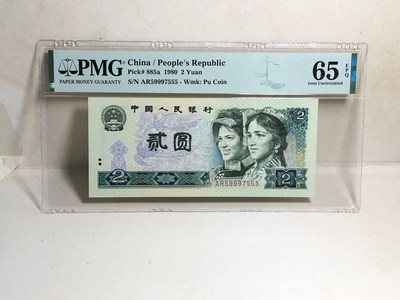 PMG
PAPER MONEY GUARANTY
China / People's Republic
Pick# 885a 1980 2 Yuan
S/N AR59997555 - Wmk: Pu Coin
65 EPQ
Gem Uncirculated
中国人民银行
2
贰圆
AR59997555
2
2